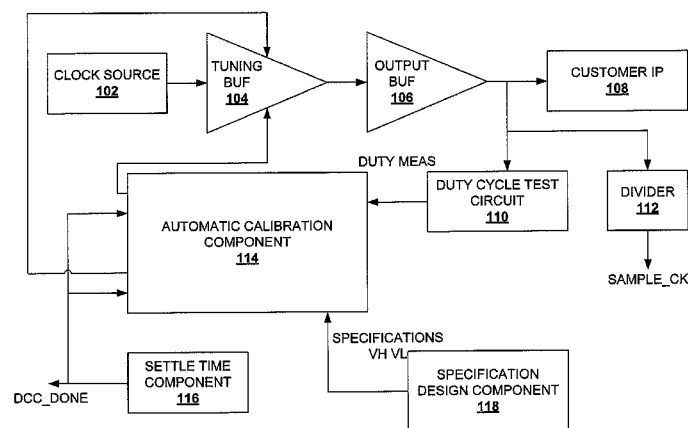 CLOCK SOURCE
102
TUNING
BUF
104
OUTPUT
BUF
106
CUSTOMER IP
108
DUTY MEAS
DUTY CYCLE TEST
CIRCUIT
110
DIVIDER
112
AUTOMATIC CALIBRATION
COMPONENT
114
SAMPLE_CK
SPECIFICATIONS
VH VL
SETTLE TIME
COMPONENT
116
DCC_DONE
SPECIFICATION
DESIGN COMPONENT
118